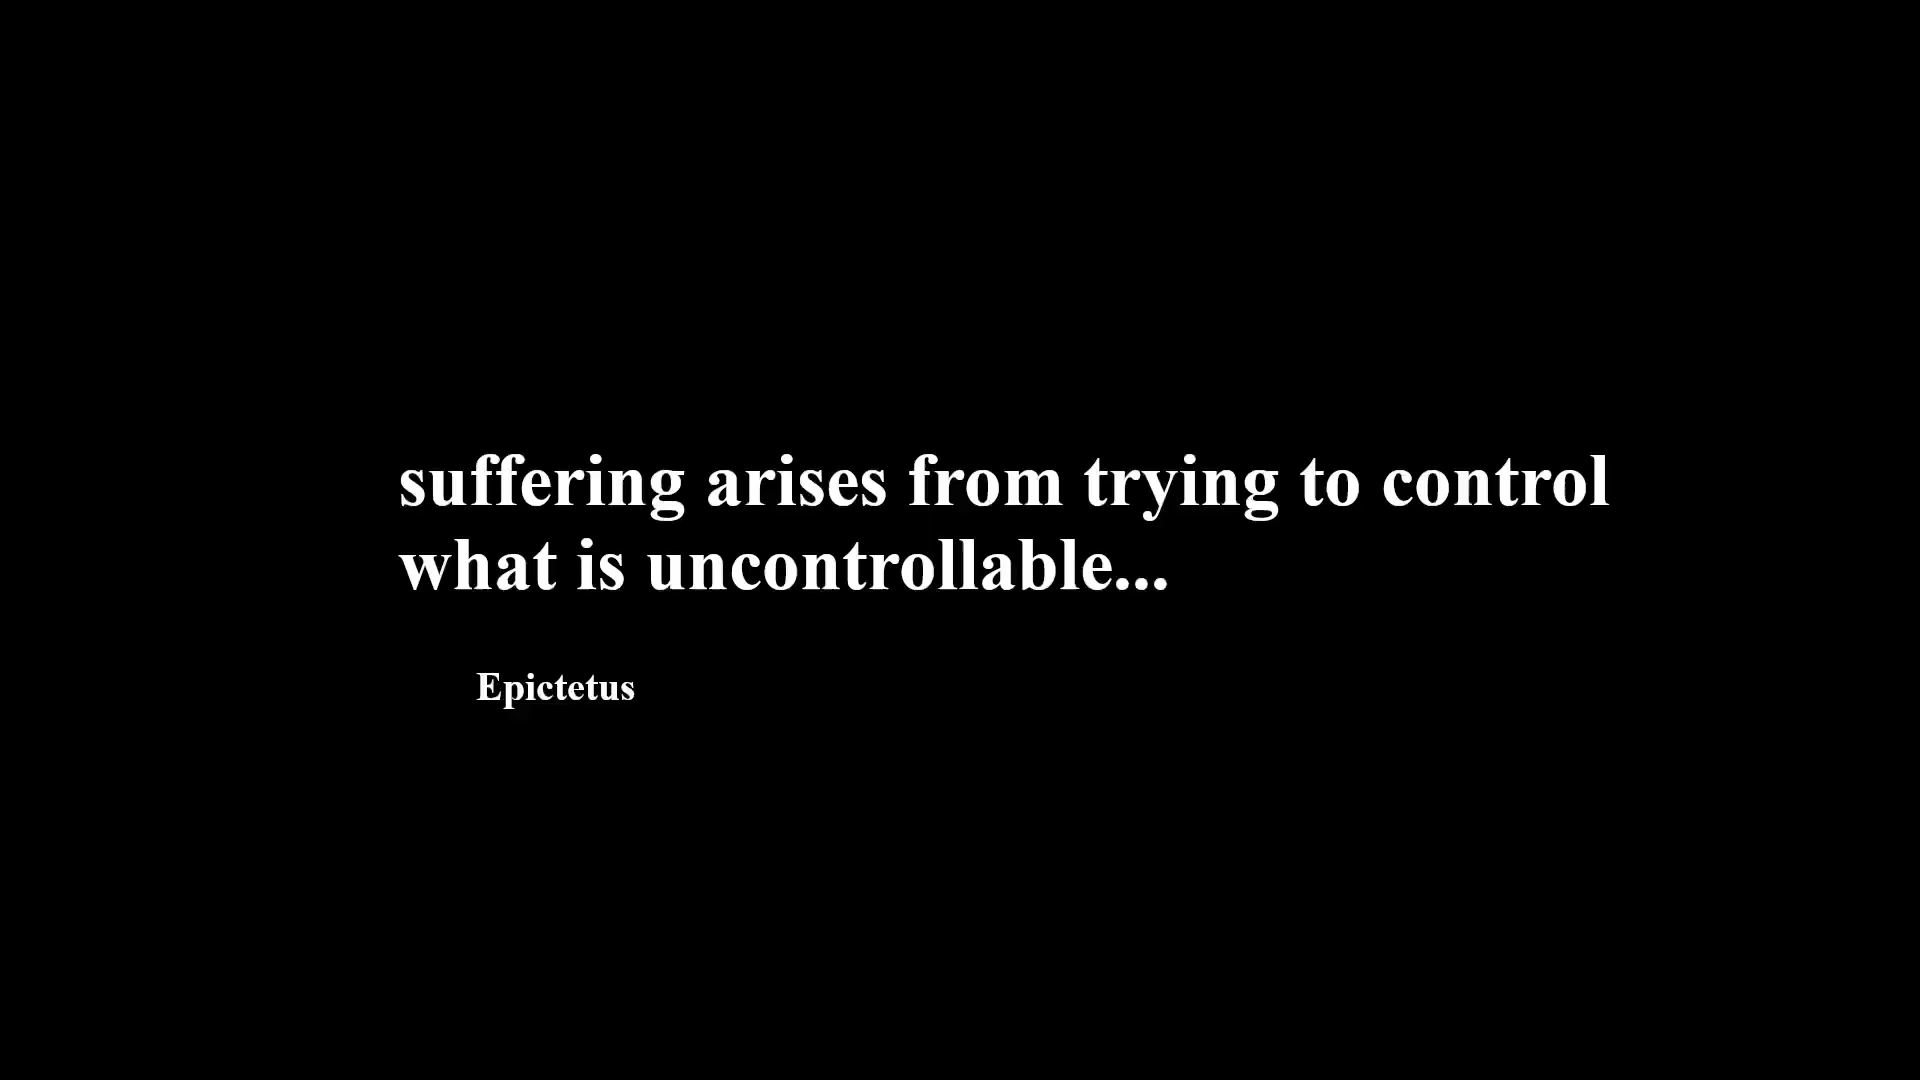 suffering arises from trying to control
what is uncontrollable...
Epictetus